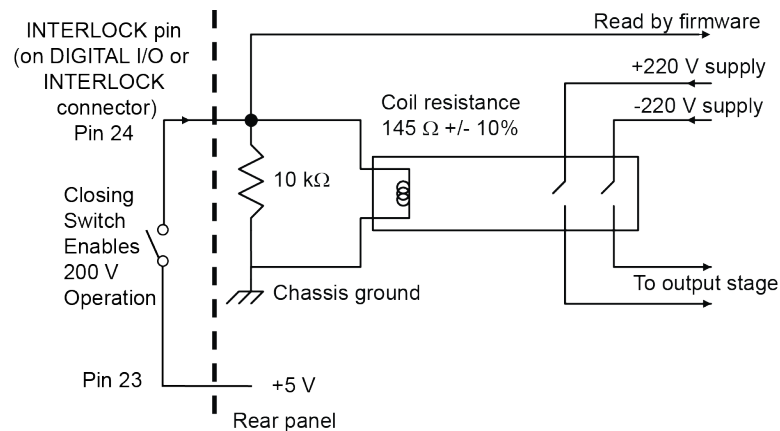 INTERLOCK pin
(on DIGITAL I/O or
INTERLOCK
connector)
Pin 24
Read by firmware
+220 V supply
-220 V supply
Coil resistance
145 Ω +/- 10%
10 kΩ
Closing
Switch
Enables
200 V
Operation
Chassis ground
To output stage
Pin 23
+5 V
Rear panel